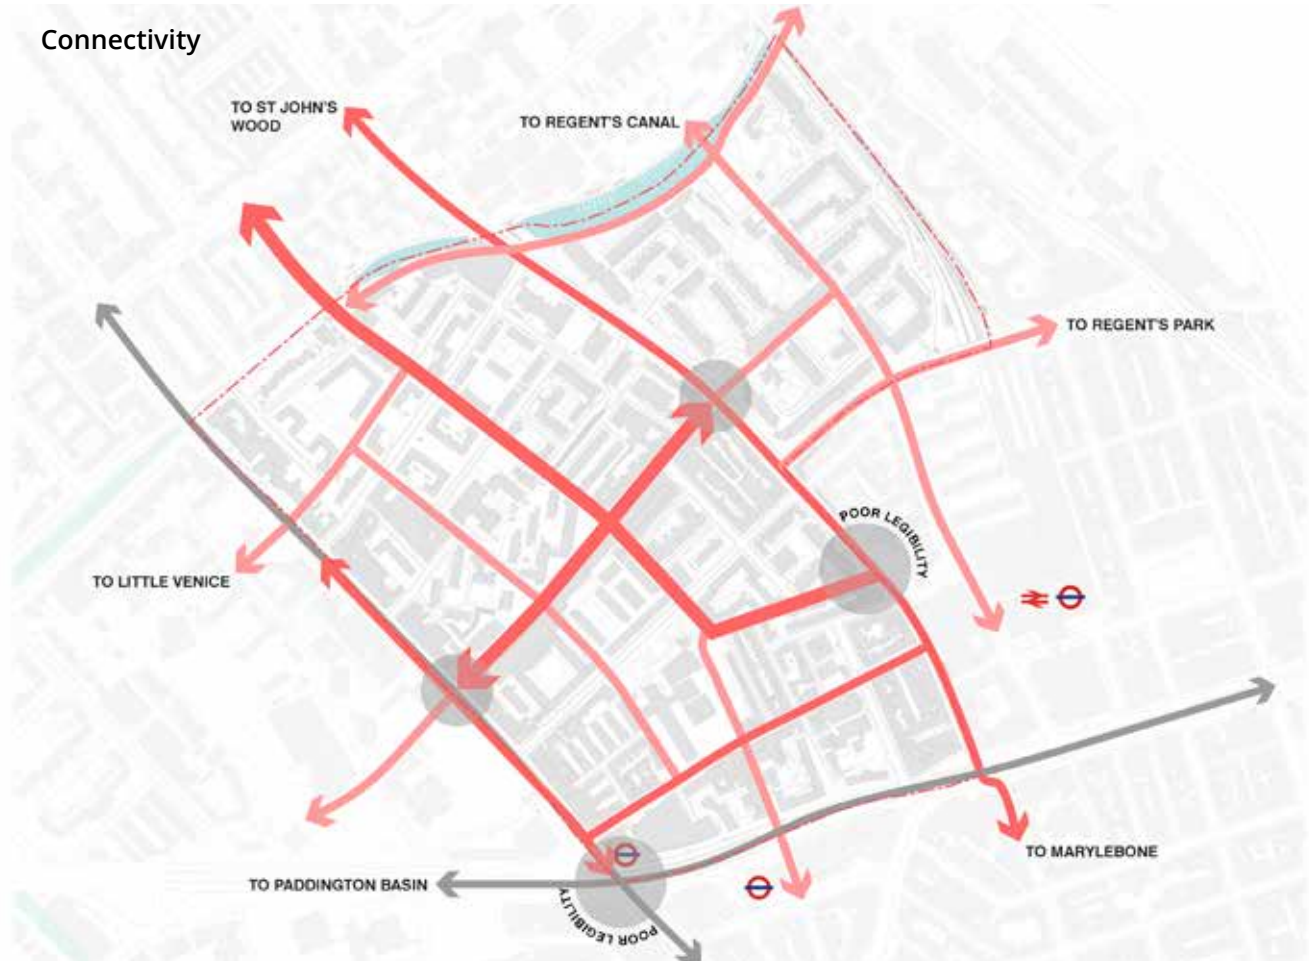 Connectivity
TO ST JOHN'S
WOOD
TO REGENT'S CANAL
TO REGENT'S PARK
POOR LEGIBILITY
TO LITTLE VENICE
TO MARYLEBONE
TO PADDINGTON BASIN
POOR LEGIBILITY